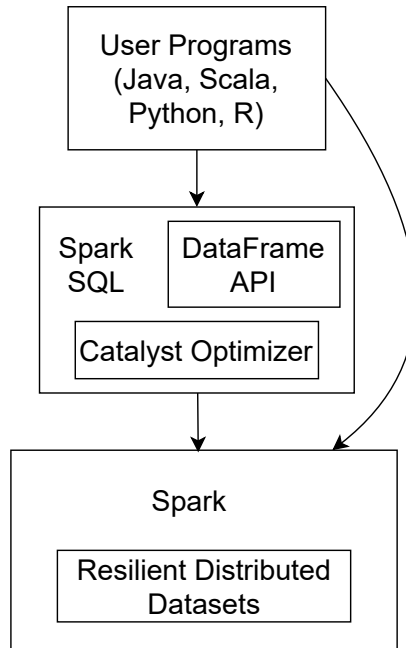 User Programs
(Java, Scala,
Python, R)
Spark
SQL
DataFrame
API
Catalyst Optimizer
Spark
Resilient Distributed
Datasets